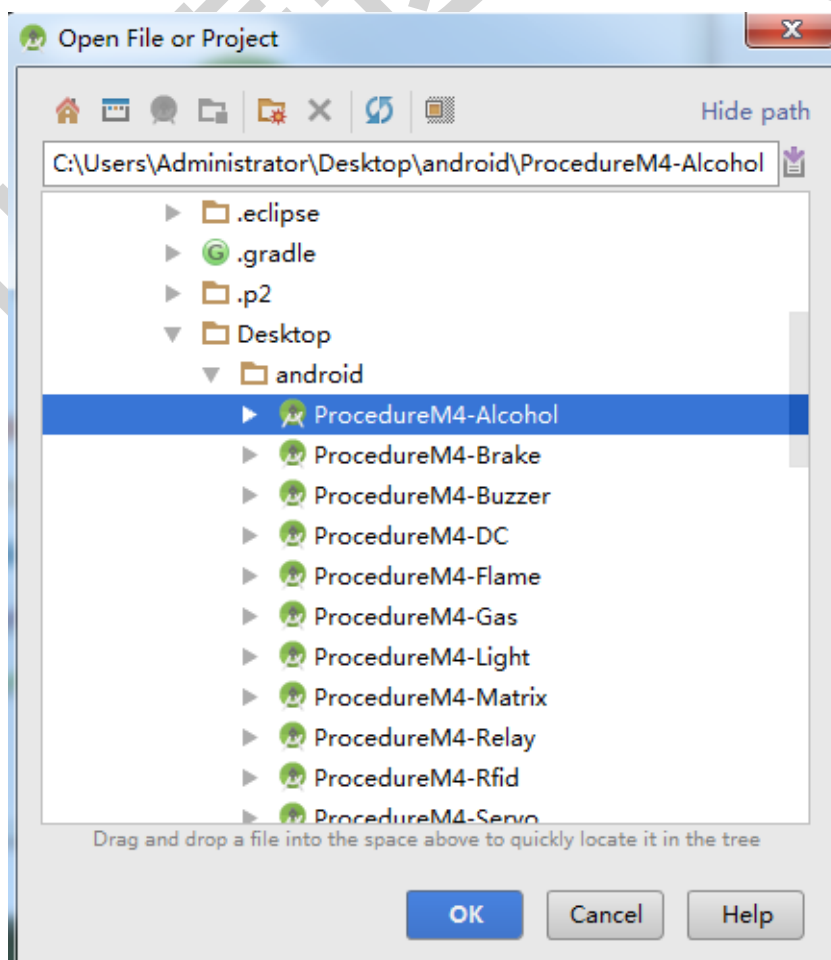 Open File or Project
Hide path
C:\Users\Administrator\Desktop\android\ProcedureM4-Alcohol
.eclipse
.gradle
.p2
Desktop
android
ProcedureM4-Alcohol
ProcedureM4-Brake
ProcedureM4-Buzzer
ProcedureM4-DC
ProcedureM4-Flame
ProcedureM4-Gas
ProcedureM4-Light
ProcedureM4-Matrix
ProcedureM4-Relay
ProcedureM4-Rfid
ProcedureM4-Servo
Drag and drop a file into the space above to quickly locate it in the tree
OK Cancel Help